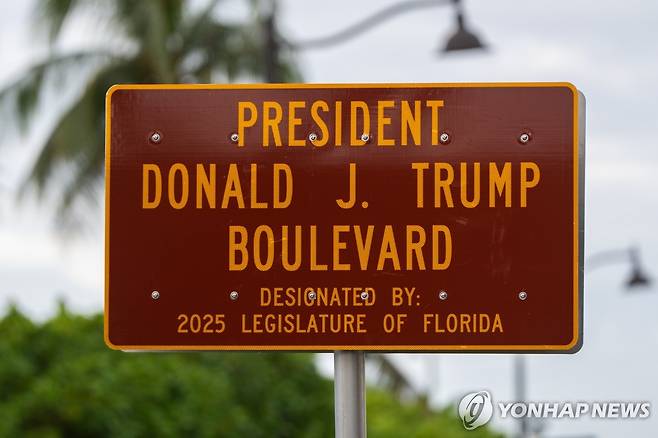 PRESIDENT
DONALD J. TRUMP
BOULEVARD
DESIGNATED BY:
2025 LEGISLATURE OF FLORIDA
YONHAP NEWS